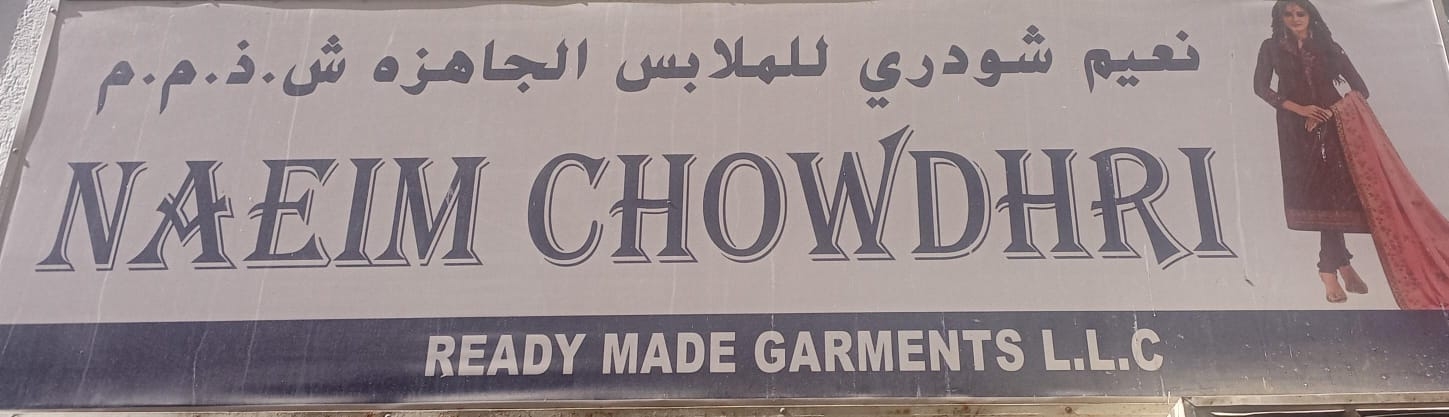 نعيم شودري للملابس الجاهزه ش.ذ.م.م
NAEIM CHOWDHRI
READY MADE GARMENTS L.L.C